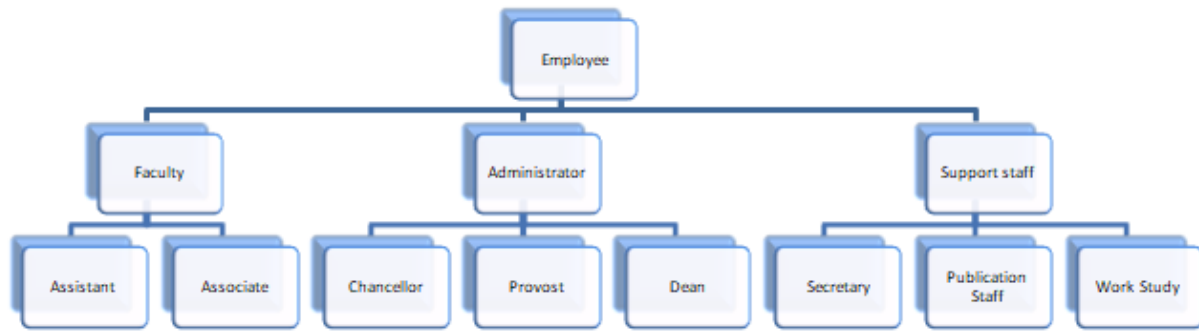 Employee
Faculty
Administrator
Support staff
Assistant
Associate
Chancellor
Provost
Dean
Secretary
Publication
Staff
Work Study